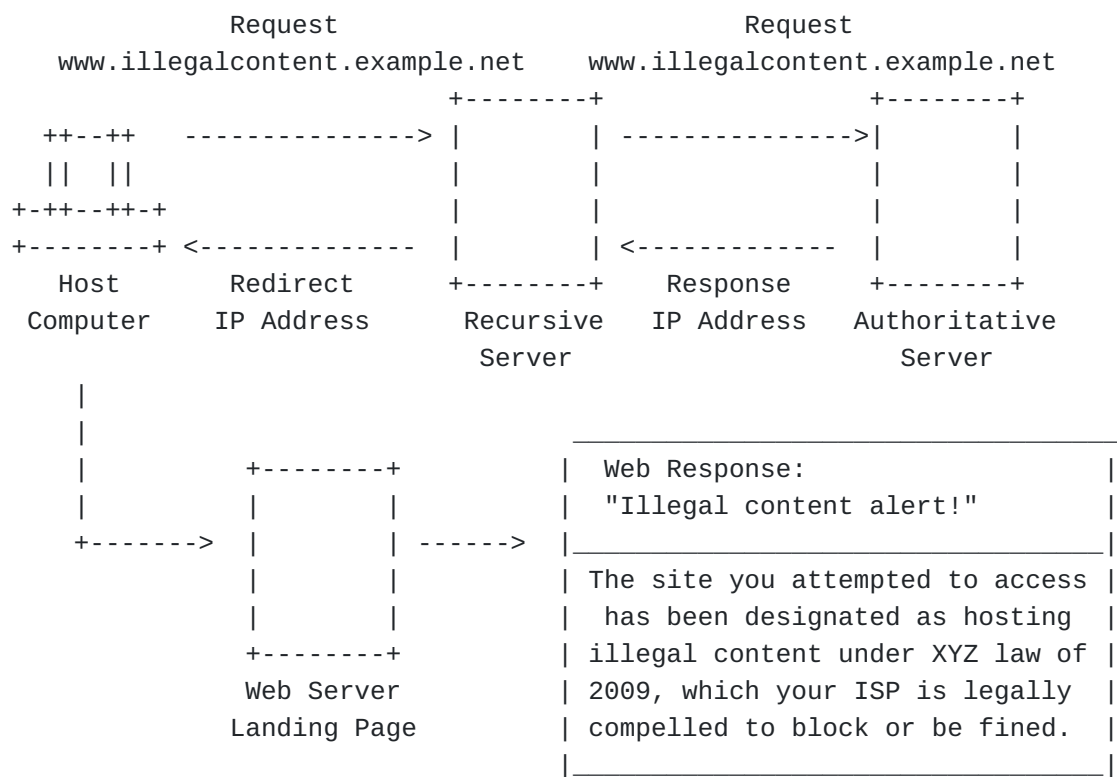 Request Request
www.illegalcontent.example.net www.illegalcontent.example.net
Host Redirect Response
Computer IP Address Recursive IP Address Authoritative
Server Server
Web Response:
"Illegal content alert!"
The site you attempted to access
has been designated as hosting
illegal content under XYZ law of
Web Server 2009, which your ISP is legally
Landing Page compelled to block or be fined.